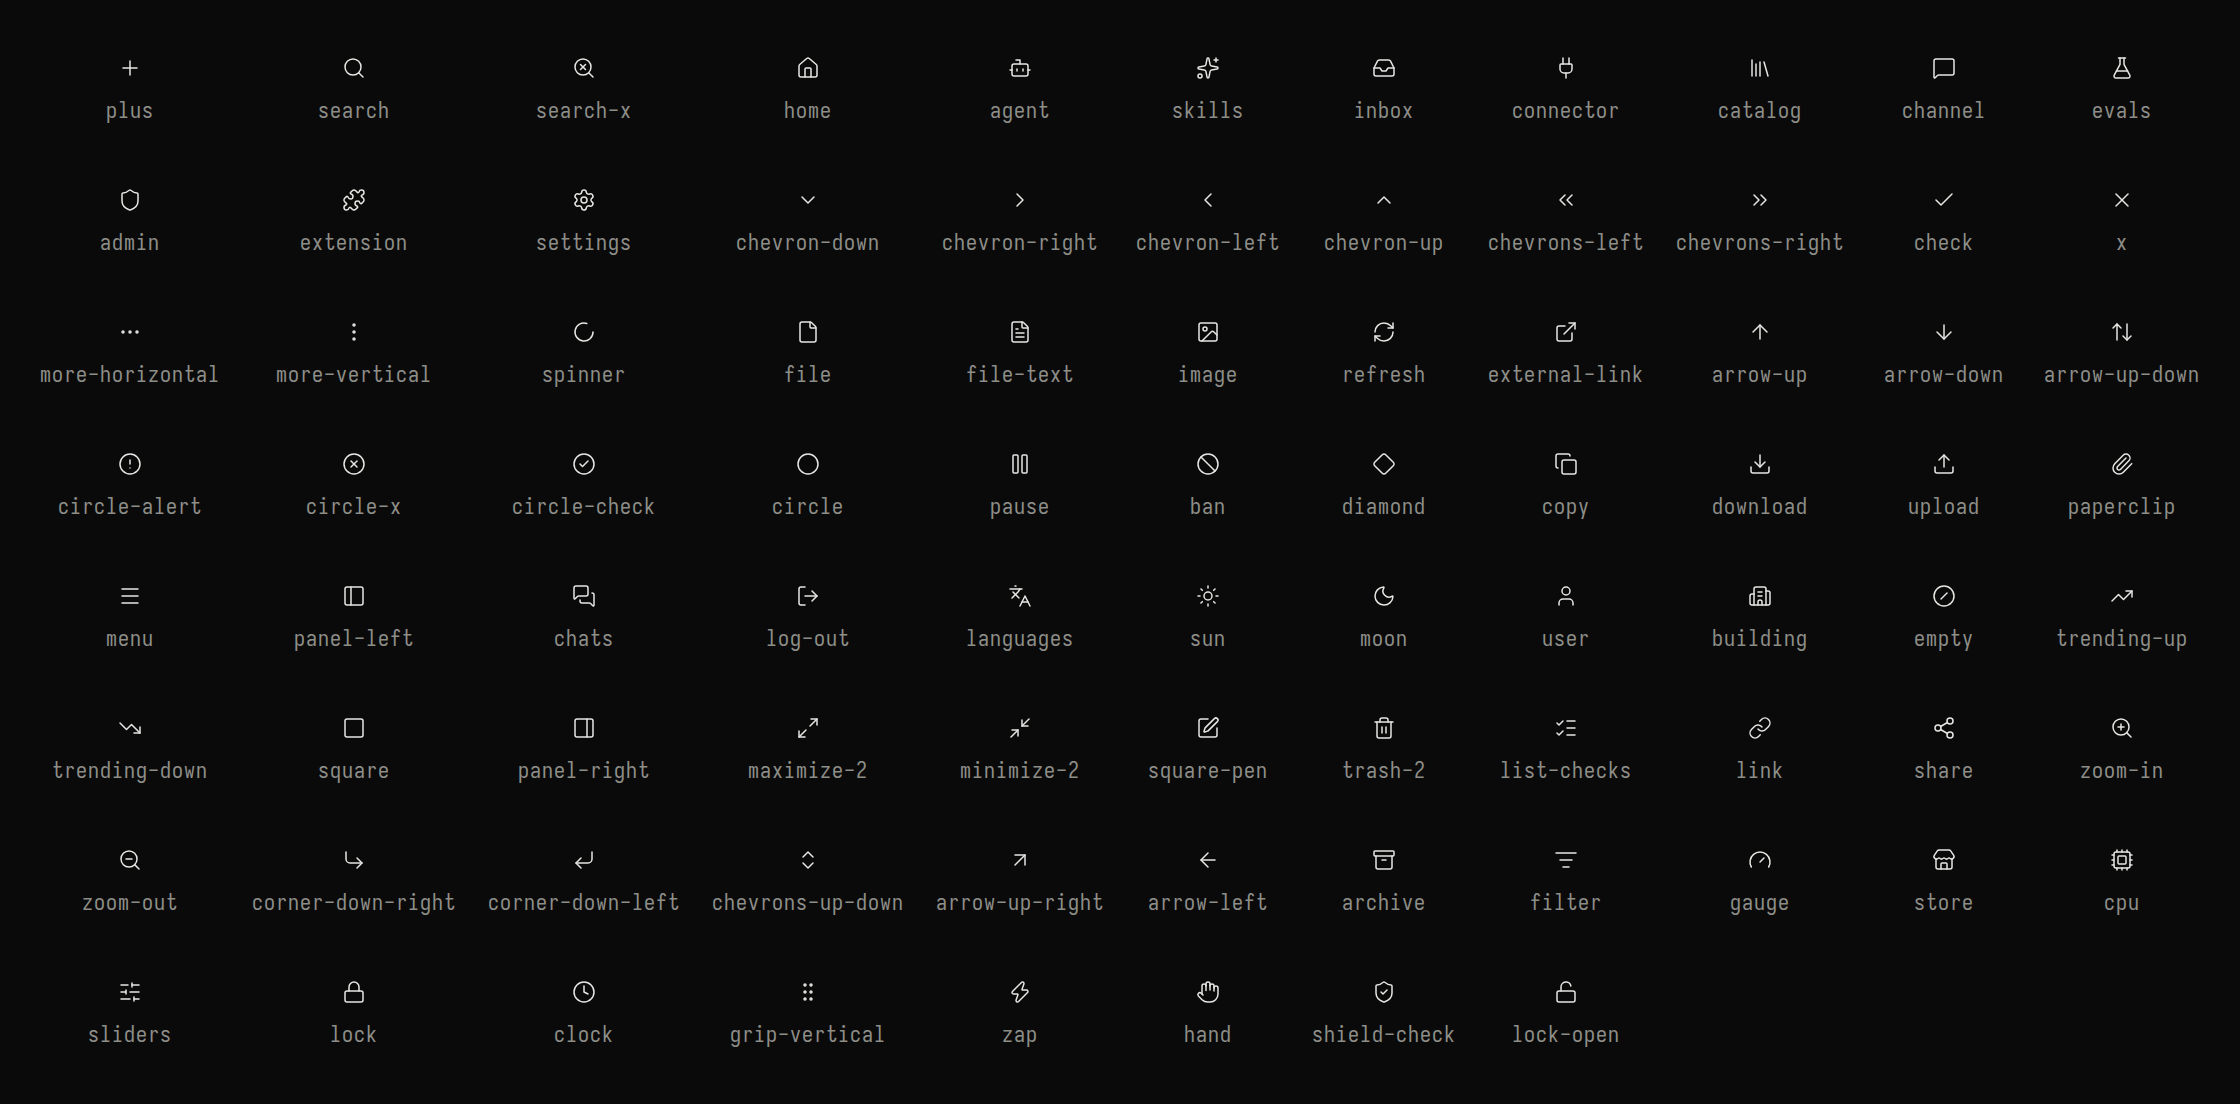 plus search search-x home agent skills inbox connector catalog channel evals
admin extension settings chevron-down chevron-right chevron-left chevron-up chevrons-left chevrons-right check x
more-horizontal more-vertical spinner file file-text image refresh external-link arrow-up arrow-down arrow-up-down
circle-alert circle-x circle-check circle pause ban diamond copy download upload paperclip
menu panel-left chats log-out languages sun moon user building empty trending-up
trending-down square panel-right maximize-2 minimize-2 square-pen trash-2 list-checks link share zoom-in
zoom-out corner-down-right corner-down-left chevrons-up-down arrow-up-right arrow-left archive filter gauge store cpu
sliders lock clock grip-vertical zap hand shield-check lock-open